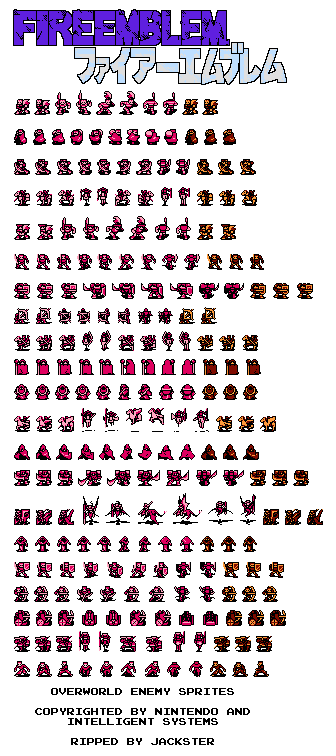 FIREEMBLEM
ファイアーエムブレム
OVERWORLD ENEMY SPRITES
COPYRIGHTED BY NINTENDO AND
INTELLIGENT SYSTEMS
RIPPED BY JACKSTER